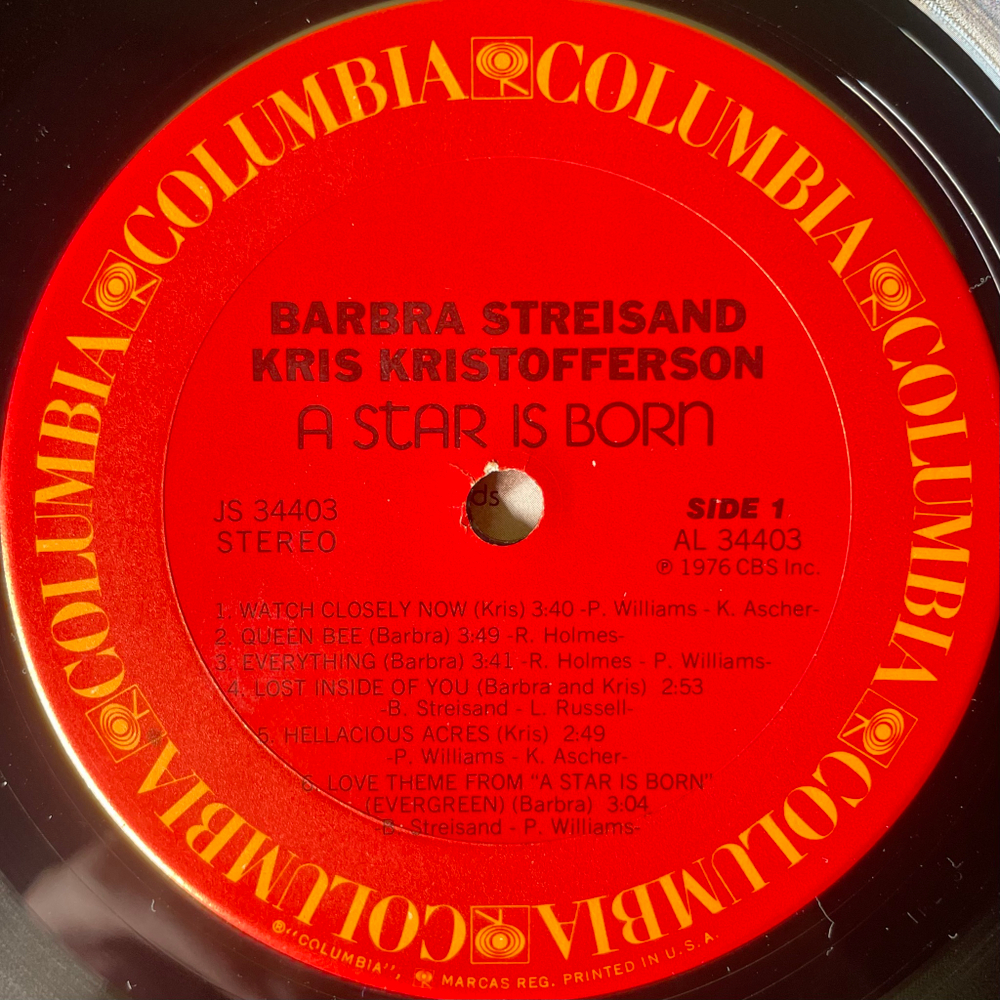 COLUMBIA COLUMBIA COLUMBIA COLUMBIA COLUMBIA COLUMBIA
BARBRA STREISAND
KRIS KRISTOFFERSON
A STAR IS BORN
ds
JS 34403
STEREO
SIDE 1
AL 34403
℗ 1976 CBS Inc.
1. WATCH CLOSELY NOW (Kris) 3:40 -P. Williams - K. Ascher-
2. QUEEN BEE (Barbra) 3:49 -R. Holmes-
3. EVERYTHING (Barbra) 3:41 -R. Holmes - P. Williams-
4. LOST INSIDE OF YOU (Barbra and Kris) 2:53
-B. Streisand - L. Russell-
5. HELLACIOUS ACRES (Kris) 2:49
-P. Williams - K. Ascher-
6. LOVE THEME FROM "A STAR IS BORN"
(EVERGREEN) (Barbra) 3:04
-B. Streisand - P. Williams-
®"COLUMBIA", MARCAS REG. PRINTED IN U.S.A.